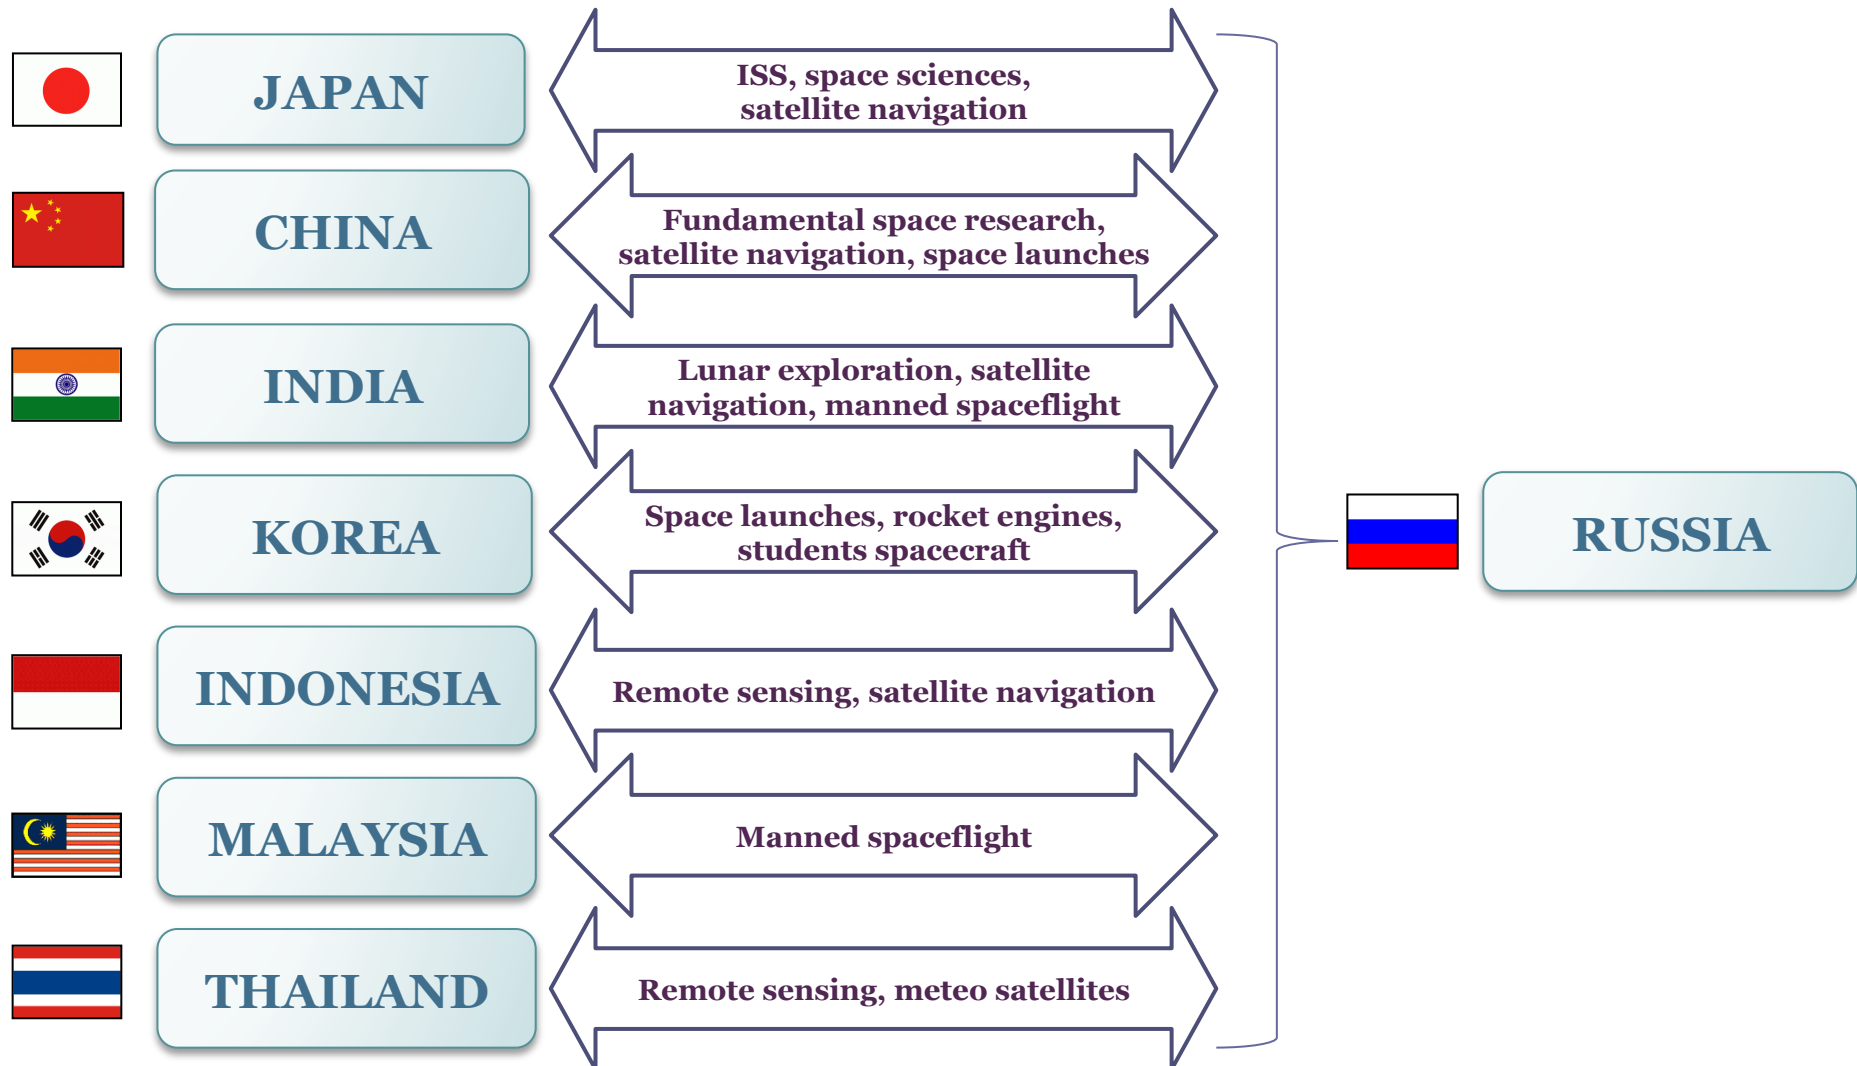 JAPAN
ISS, space sciences,
satellite navigation
CHINA
Fundamental space research,
satellite navigation, space launches
INDIA
Lunar exploration, satellite
navigation, manned spaceflight
KOREA
Space launches, rocket engines,
students spacecraft
RUSSIA
INDONESIA
Remote sensing, satellite navigation
MALAYSIA
Manned spaceflight
THAILAND
Remote sensing, meteo satellites